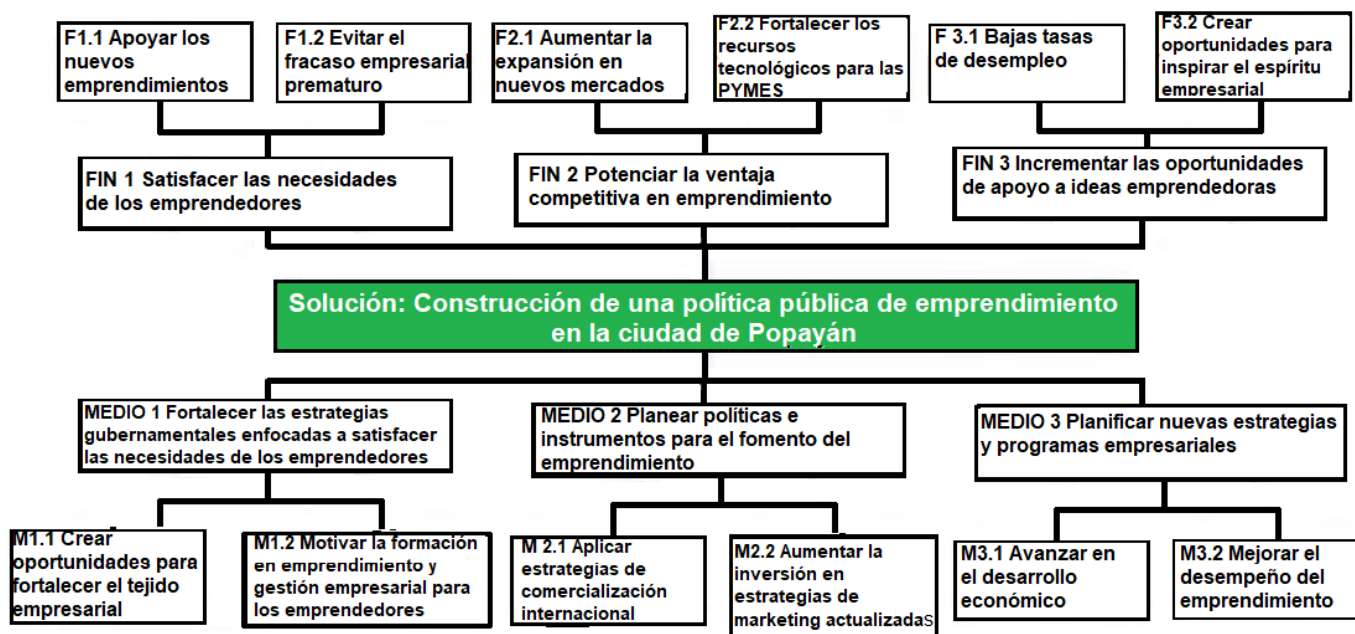 F1.1 Apoyar los
nuevos
emprendimientos
F1.2 Evitar el
fracaso empresarial
prematuro
F2.1 Aumentar la
expansión en
nuevos mercados
F2.2 Fortalecer los
recursos
tecnológicos para las
PYMES
F 3.1 Bajas tasas
de desempleo
F3.2 Crear
oportunidades para
inspirar el espíritu
empresarial
FIN 1 Satisfacer las necesidades
de los emprendedores
FIN 2 Potenciar la ventaja
competitiva en emprendimiento
FIN 3 Incrementar las oportunidades
de apoyo a ideas emprendedoras
Solución: Construcción de una política pública de emprendimiento
en la ciudad de Popayán
MEDIO 1 Fortalecer las estrategias
gubernamentales enfocadas a satisfacer
las necesidades de los emprendedores
MEDIO 2 Planear políticas e
instrumentos para el fomento del
emprendimiento
MEDIO 3 Planificar nuevas estrategias
y programas empresariales
M1.1 Crear
oportunidades para
fortalecer el tejido
empresarial
M1.2 Motivar la formación
en emprendimiento y
gestión empresarial para
los emprendedores
M 2.1 Aplicar
estrategias de
comercialización
internacional
M2.2 Aumentar la
inversión en
estrategias de
marketing actualizadas
M3.1 Avanzar en
el desarrollo
económico
M3.2 Mejorar el
desempeño del
emprendimiento